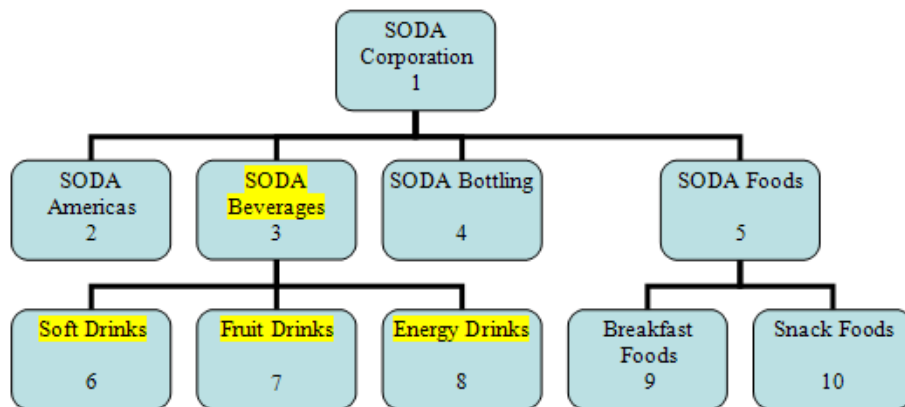 SODA
Corporation
1
SODA
Americas
2
SODA
Beverages
3
SODA Bottling
4
SODA Foods
5
Soft Drinks
6
Fruit Drinks
7
Energy Drinks
8
Breakfast
Foods
9
Snack Foods
10